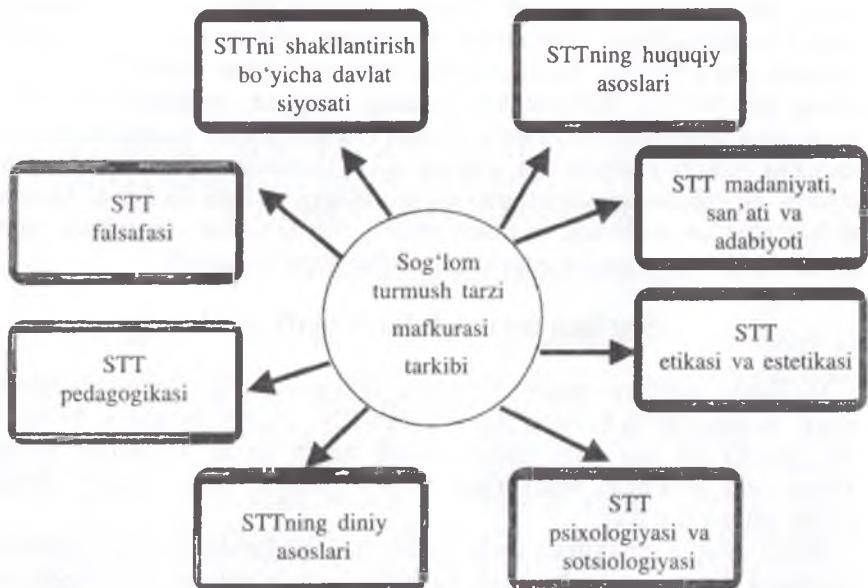 STTni shakllantirish
bo‘yicha davlat
siyosati
STTning huquqiy
asoslari
STT
falsafasi
STT madaniyati,
san’ati va
adabiyoti
Sog‘lom
turmush tarzi
mafkurasi
tarkibi
STT
pedagogikasi
STT
etikasi va estetikasi
STTning diniy
asoslari
STT
psixologiyasi va
sotsiologiyasi